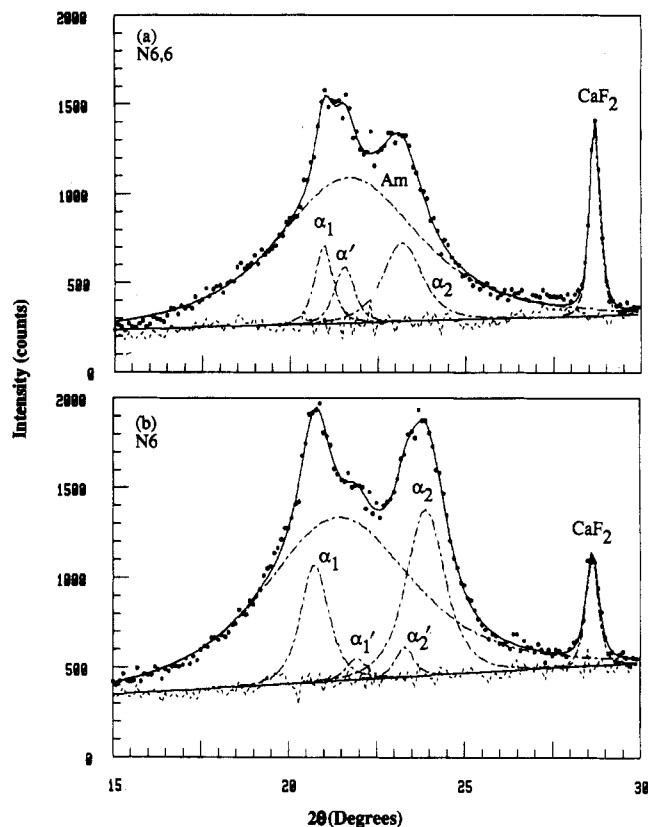 2000
(a)
N6,6
CaF2
1500
Am
1000
α1
α'
α2
500
0
Intensity (counts)
2000
(b)
N6
α2
1500
CaF2
α1
1000
α1'
α2'
500
0
15
20
25
30
2θ(Degrees)